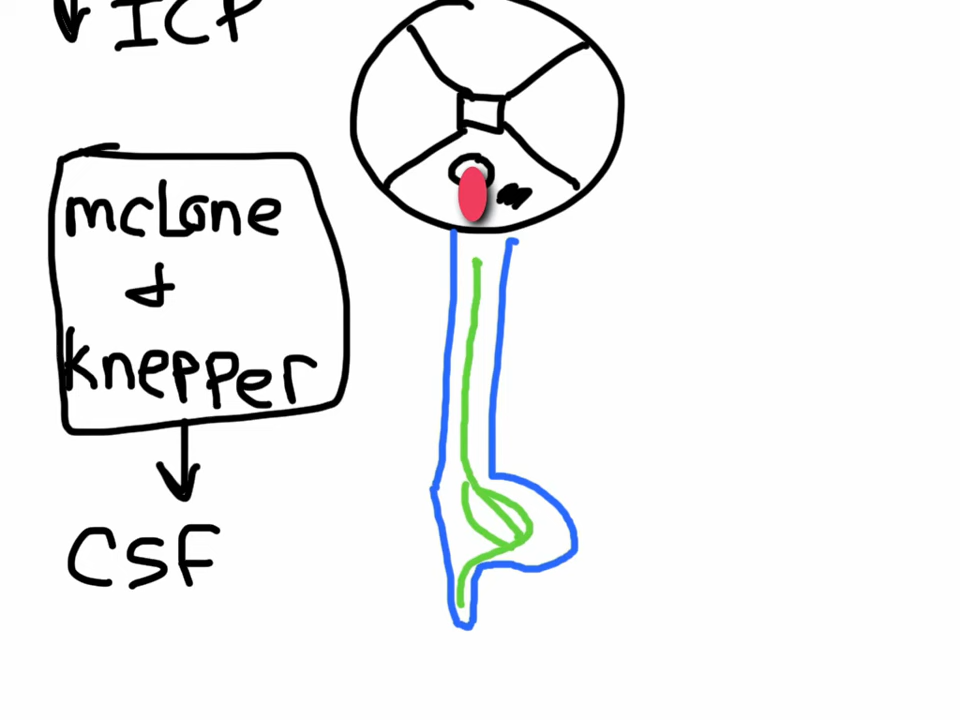 ↓ ICP
mcLone
&
knepper
CSF